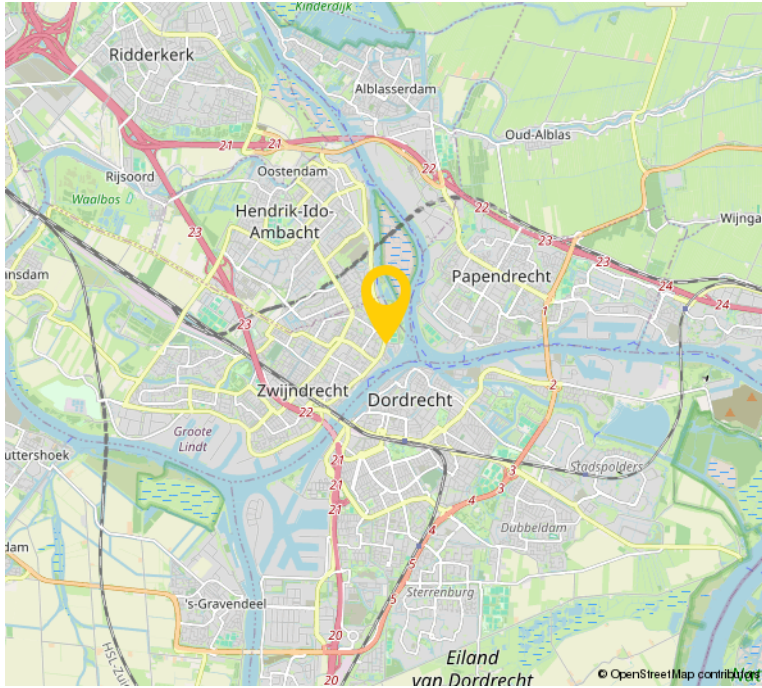 Kinderdijk
Ridderkerk
Alblasserdam
Oud-Alblas
21
21
21
22
Oostendam
Rijsoord
Waalbos
22
Hendrik-Ido-
Ambacht
Wijnga
23
23
23
ansdam
Papendrecht
24
24
1
23
Zwijndrecht
Dordrecht
2
22
Groote
Lindt
uttershoek
21
21
21
Stadspolders
3
3
4
4
Dubbeldam
dam
5
5
Sterrenburg
's-Gravendeel
20
HSL-Zuid
Eiland
van Dordrecht
20
© OpenStreetMap contributors